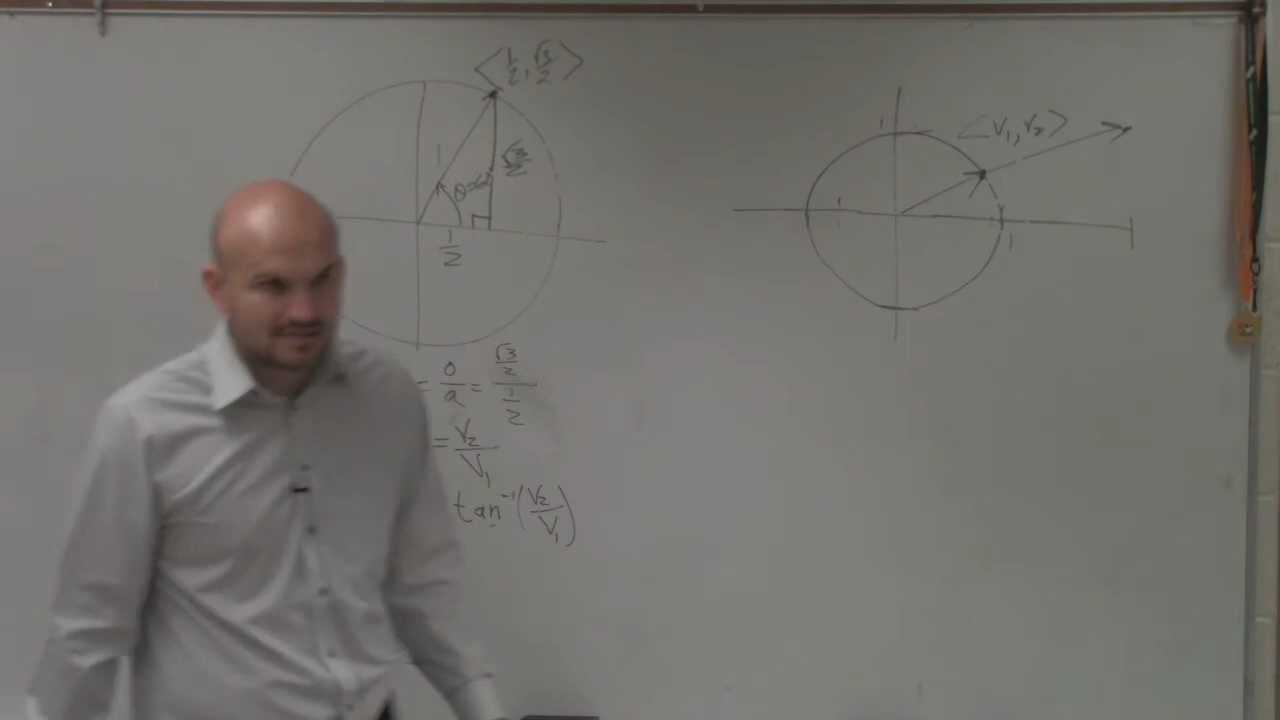 <1/2, √3/2>
1
√3/2
1/2
= o/a = (√3/2)/(1/2)
= V₂/V₁
tan⁻¹(V₂/V₁)
<V₁, V₂>
1
1
1